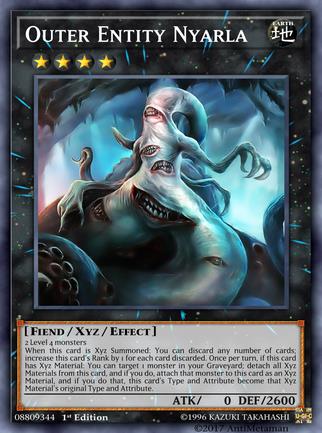 OUTER ENTITY NYARLA
EARTH
地
[FIEND / XYZ / EFFECT]
2 Level 4 monsters
When this card is Xyz Summoned: You can discard any number of cards; increase this card's Rank by 1 for each card discarded. Once per turn, if this card has Xyz Material: You can target 1 monster in your Graveyard; detach all Xyz Materials from this card, and if you do, attach that monster to this card as an Xyz Material, and if you do that, this card's Type and Attribute become that Xyz Material's original Type and Attribute.
ATK/ 0 DEF/2600
08809344 1st Edition ©1996 KAZUKI TAKAHASHI
©2017 AntiMetaman